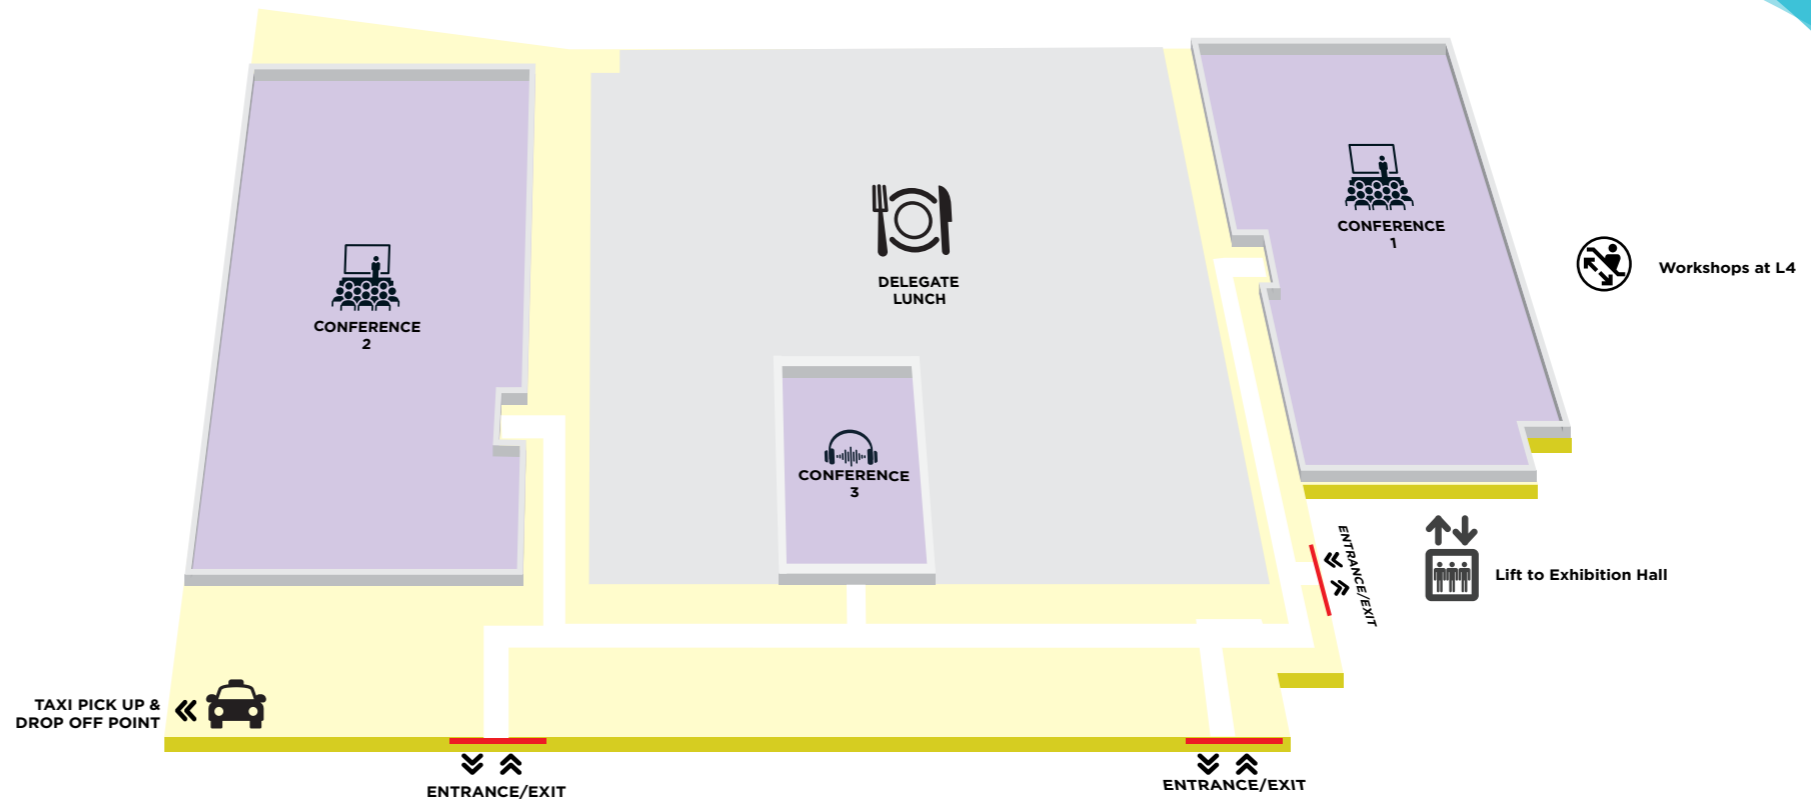 CONFERENCE
1
Workshops at L4
DELEGATE
LUNCH
CONFERENCE
2
CONFERENCE
3
ENTRANCE/EXIT
Lift to Exhibition Hall
TAXI PICK UP &
DROP OFF POINT
ENTRANCE/EXIT
ENTRANCE/EXIT